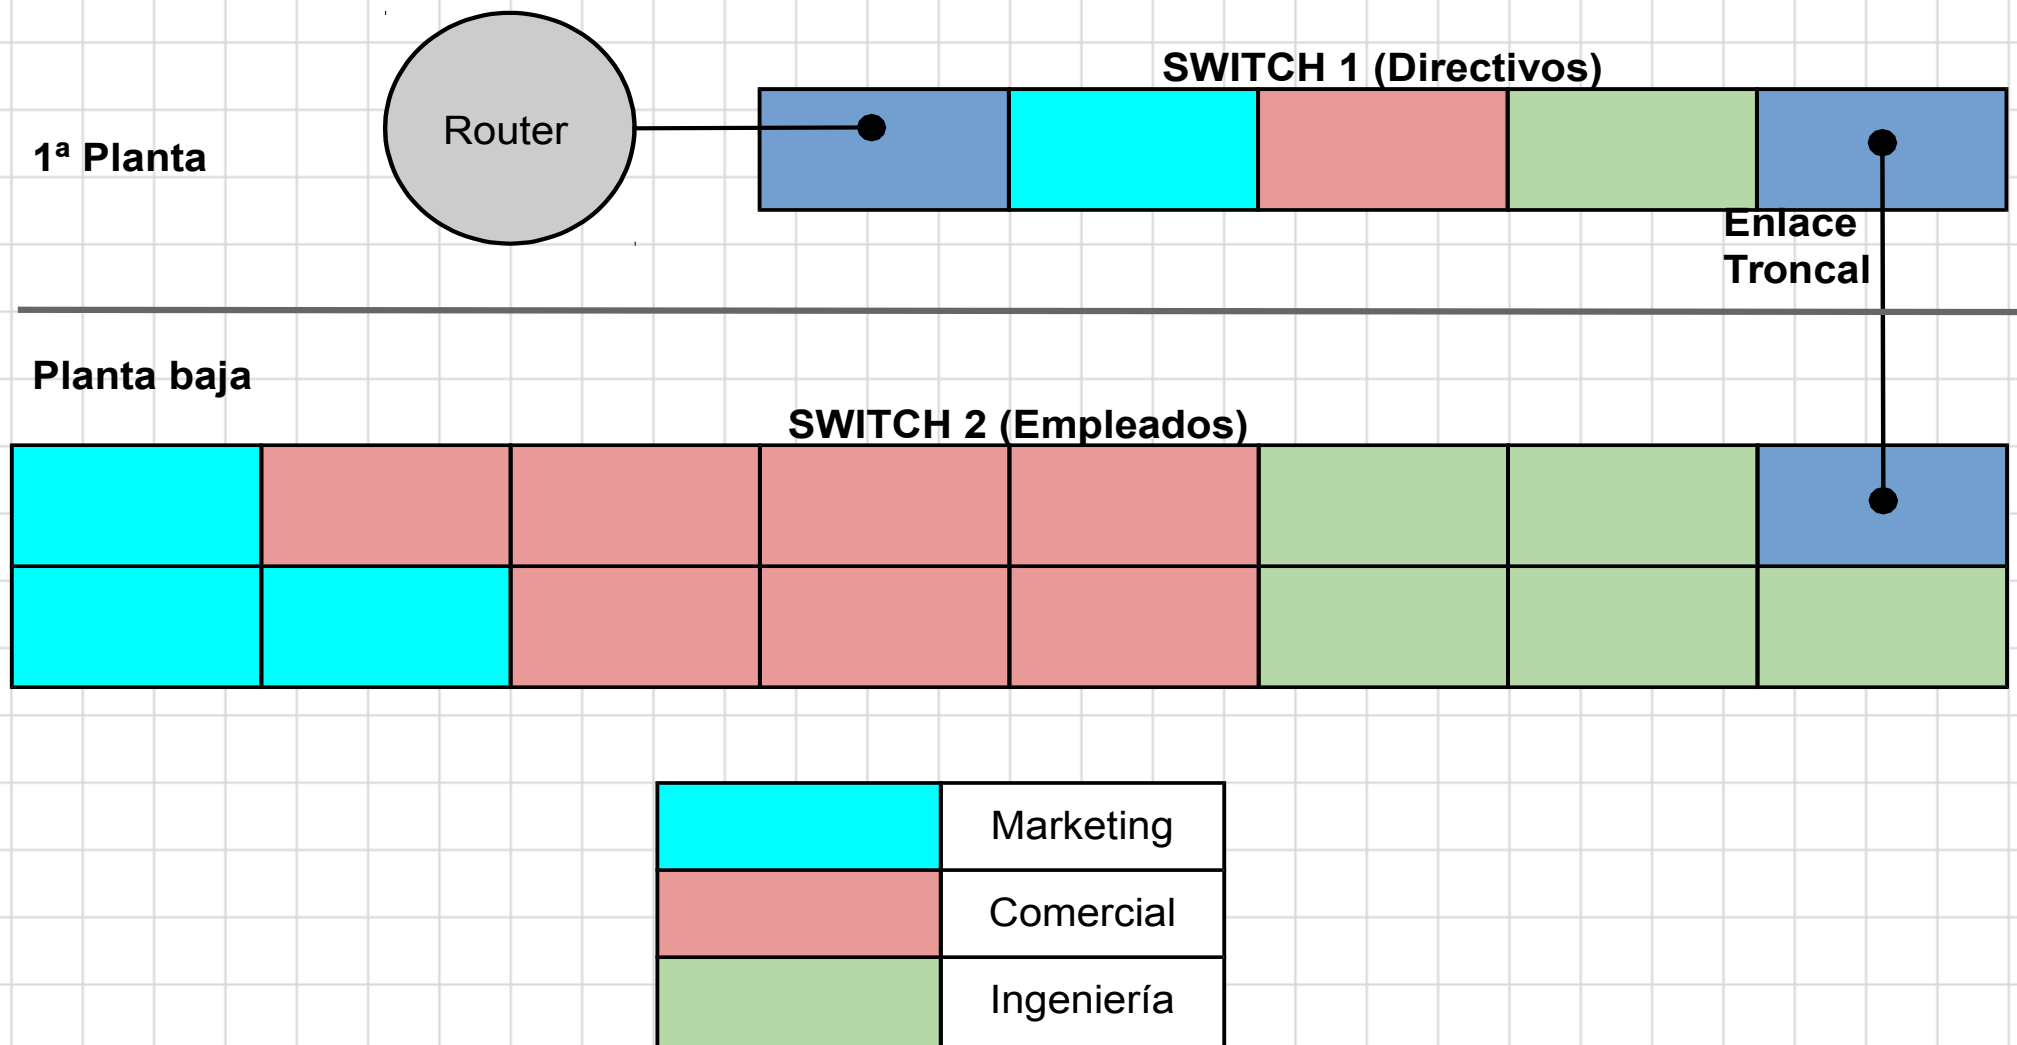 SWITCH 1 (Directivos)
Router
1ª Planta
Enlace
Troncal
Planta baja
SWITCH 2 (Empleados)
Marketing
Comercial
Ingeniería